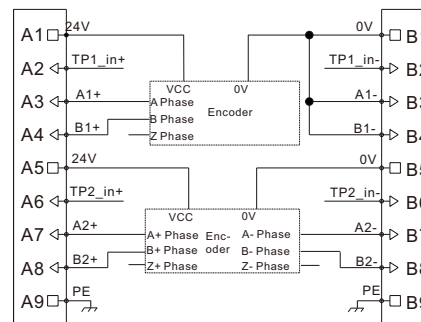 24V 0V
A1 B1
VCC 0V
A2 TP1_in+ TP1_in- B2
A3 A1+ A Phase Encoder A1- B3
B Phase
A4 B1+ Z Phase B1- B4
A5 24V 0V B5
A6 TP2_in+ TP2_in- B6
VCC 0V
A7 A2+ A+ Phase Enc- A- Phase A2- B7
B+ Phase oder B- Phase
A8 B2+ Z+ Phase Z- Phase B2- B8
A9 PE PE B9